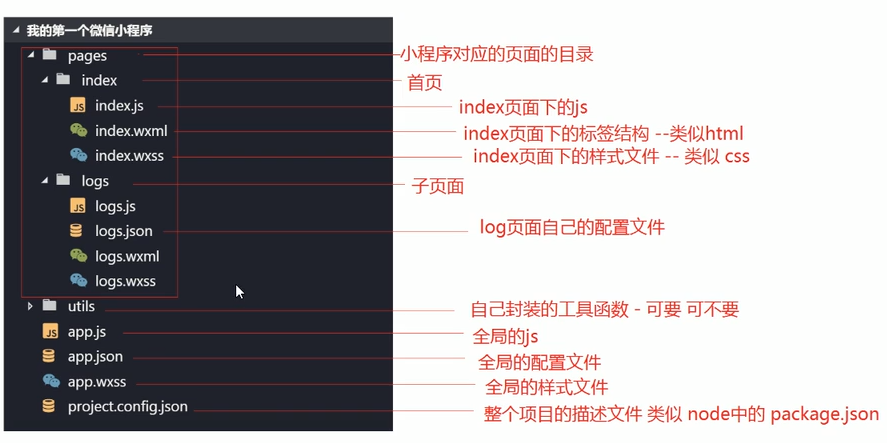 我的第一个微信小程序
pages 小程序对应的页面的目录
index 首页
index.js index页面下的js
index.wxml index页面下的标签结构 --类似html
index.wxss index页面下的样式文件 -- 类似 css
logs 子页面
logs.js
logs.json log页面自己的配置文件
logs.wxml
logs.wxss
utils 自己封装的工具函数 - 可要 可不要
app.js 全局的js
app.json 全局的配置文件
app.wxss 全局的样式文件
project.config.json 整个项目的描述文件 类似 node中的 package.json